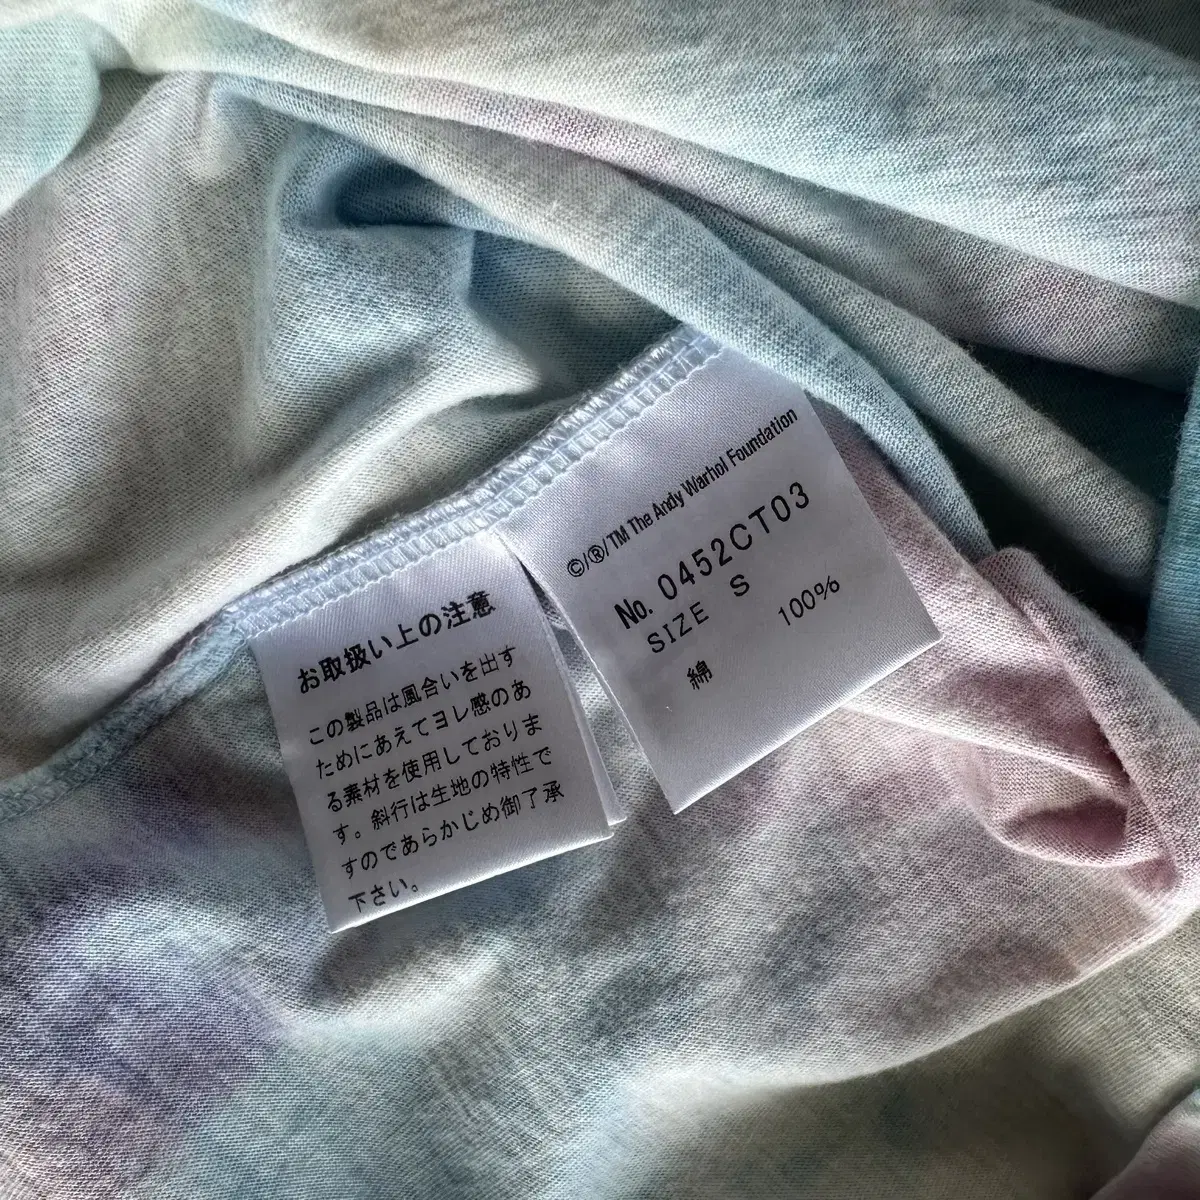 お取扱い上の注意
この製品は風合いを出す
ためにあえてヨレ感のあ
る素材を使用しておりま
す。斜行は生地の特性で
すのであらかじめ御了承
下さい。
©/®/TM The Andy Warhol Foundation
No. 0452CT03
SIZE S
綿 100%